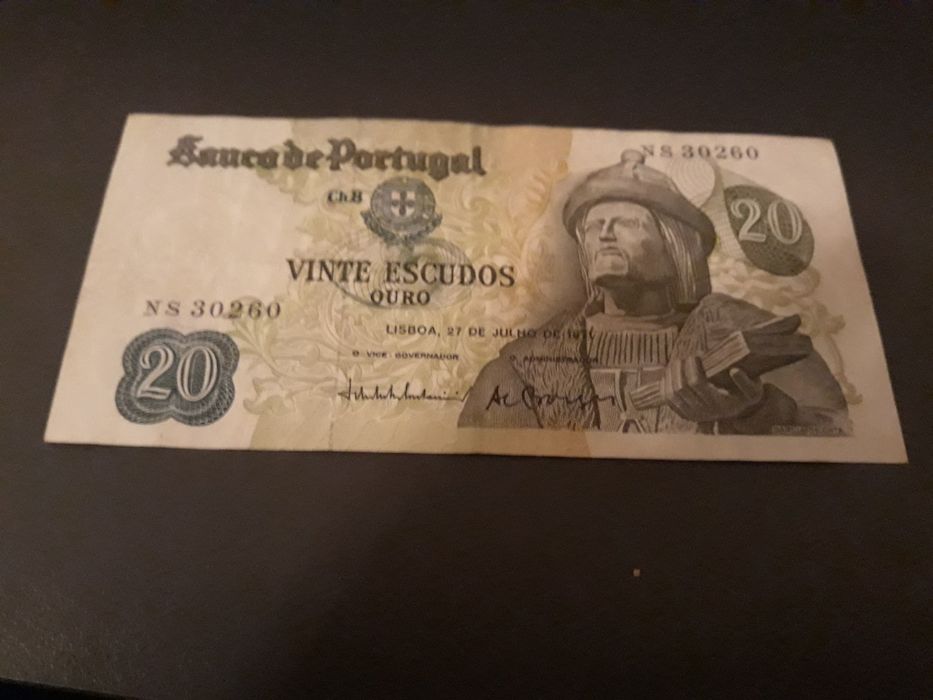 Banco de Portugal
NS 30260
Ch.8
20
VINTE ESCUDOS
OURO
NS 30260
LISBOA, 27 DE JULHO DE 1971
O VICE GOVERNADOR
O ADMINISTRADOR
20